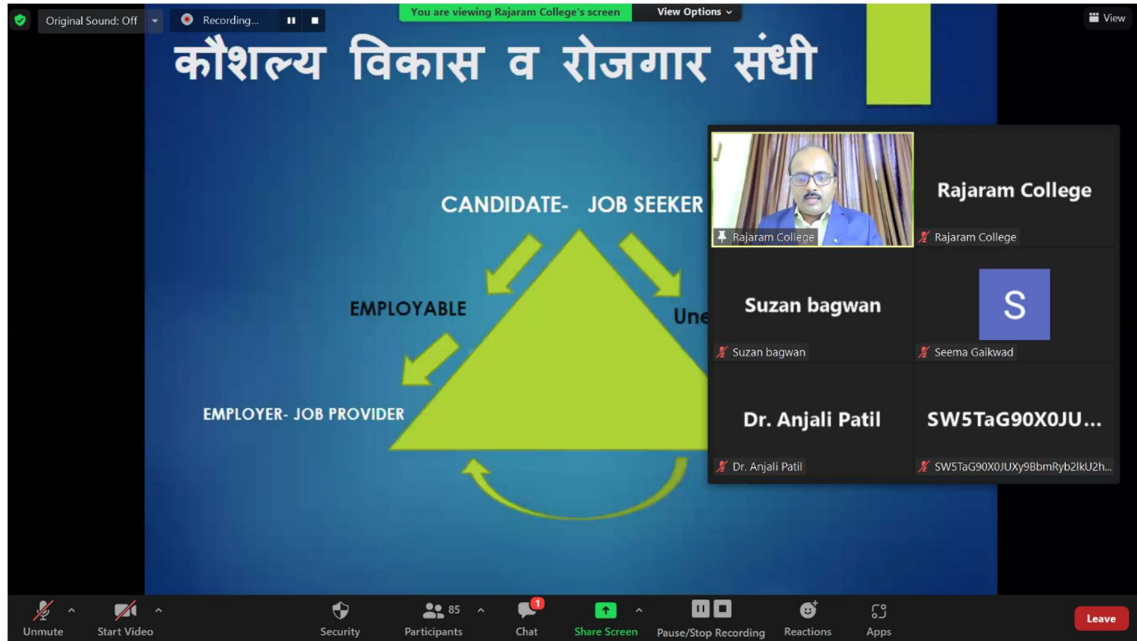 Original Sound: Off
Recording...
You are viewing Rajaram College's screen
View Options
View
कौशल्य विकास व रोजगार संधी
CANDIDATE- JOB SEEKER
EMPLOYABLE
Une
EMPLOYER- JOB PROVIDER
Rajaram College
Rajaram College
Rajaram College
Suzan bagwan
Suzan bagwan
S
Seema Gaikwad
Dr. Anjali Patil
Dr. Anjali Patil
SW5TaG90X0JU...
SW5TaG90X0JUXy9BbmRyb2lkU2h...
Unmute
Start Video
Security
85
Participants
1
Chat
Share Screen
Pause/Stop Recording
Reactions
Apps
Leave